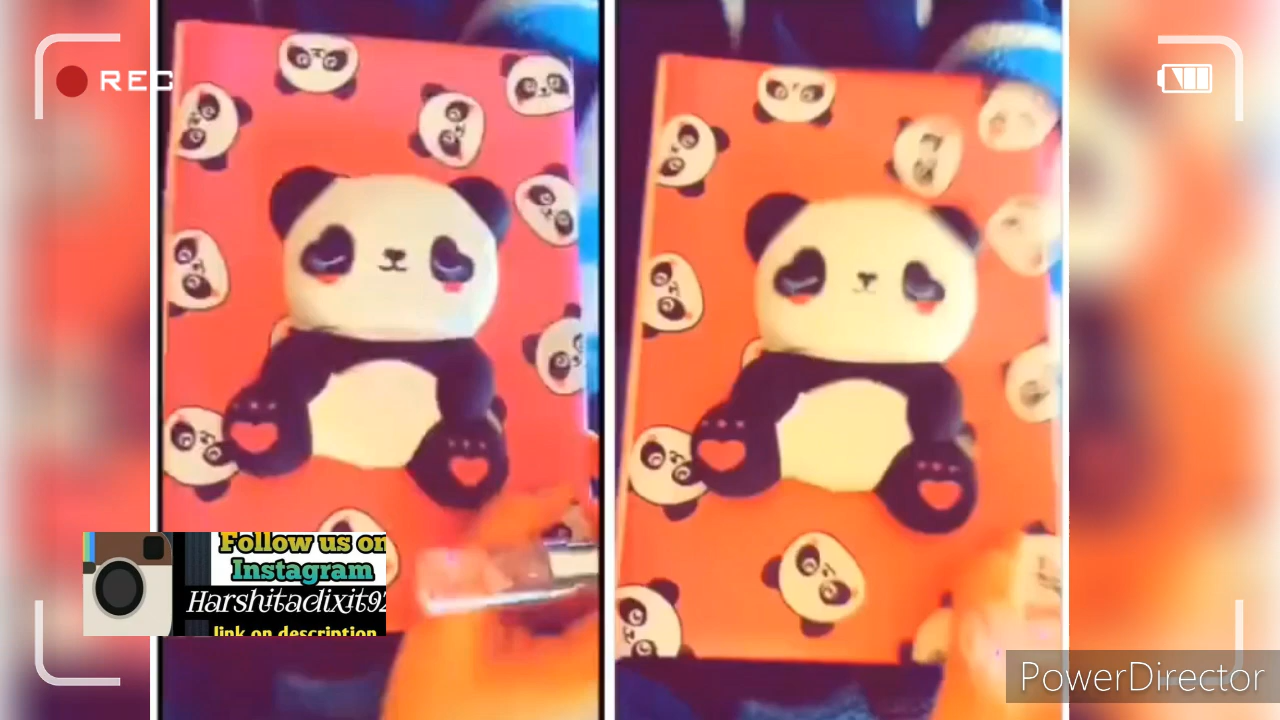 REC
Follow us on
Instagram
Harshitadixit92
link on description
PowerDirector